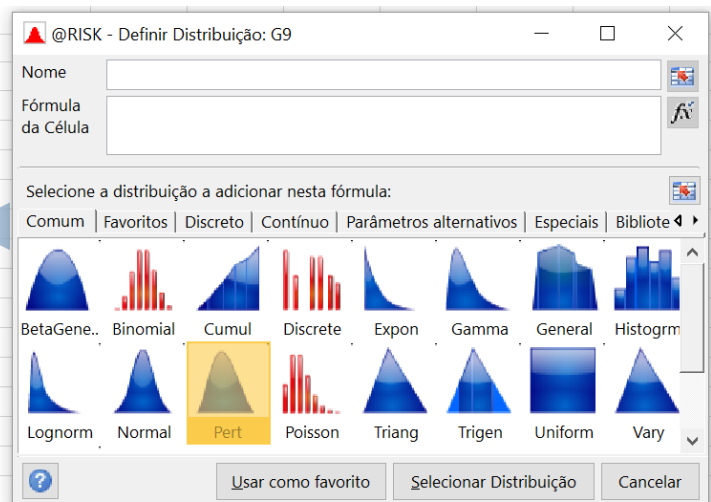 @RISK - Definir Distribuição: G9
Nome
Fórmula
da Célula
fx
Selecione a distribuição a adicionar nesta fórmula:
Comum Favoritos Discreto Contínuo Parâmetros alternativos Especiais Bibliote
BetaGene.. Binomial Cumul Discrete Expon Gamma General Histogrm
Lognorm Normal Pert Poisson Triang Trigen Uniform Vary
? Usar como favorito Selecionar Distribuição Cancelar